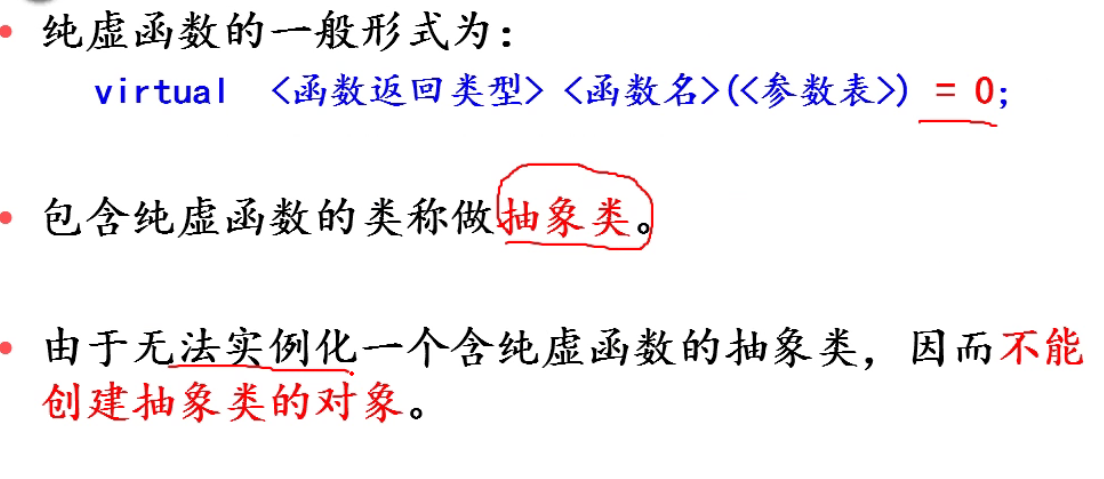 • 纯虚函数的一般形式为：
virtual <函数返回类型> <函数名>(<参数表>) = 0;
• 包含纯虚函数的类称做抽象类。
• 由于无法实例化一个含纯虚函数的抽象类，因而不能
创建抽象类的对象。